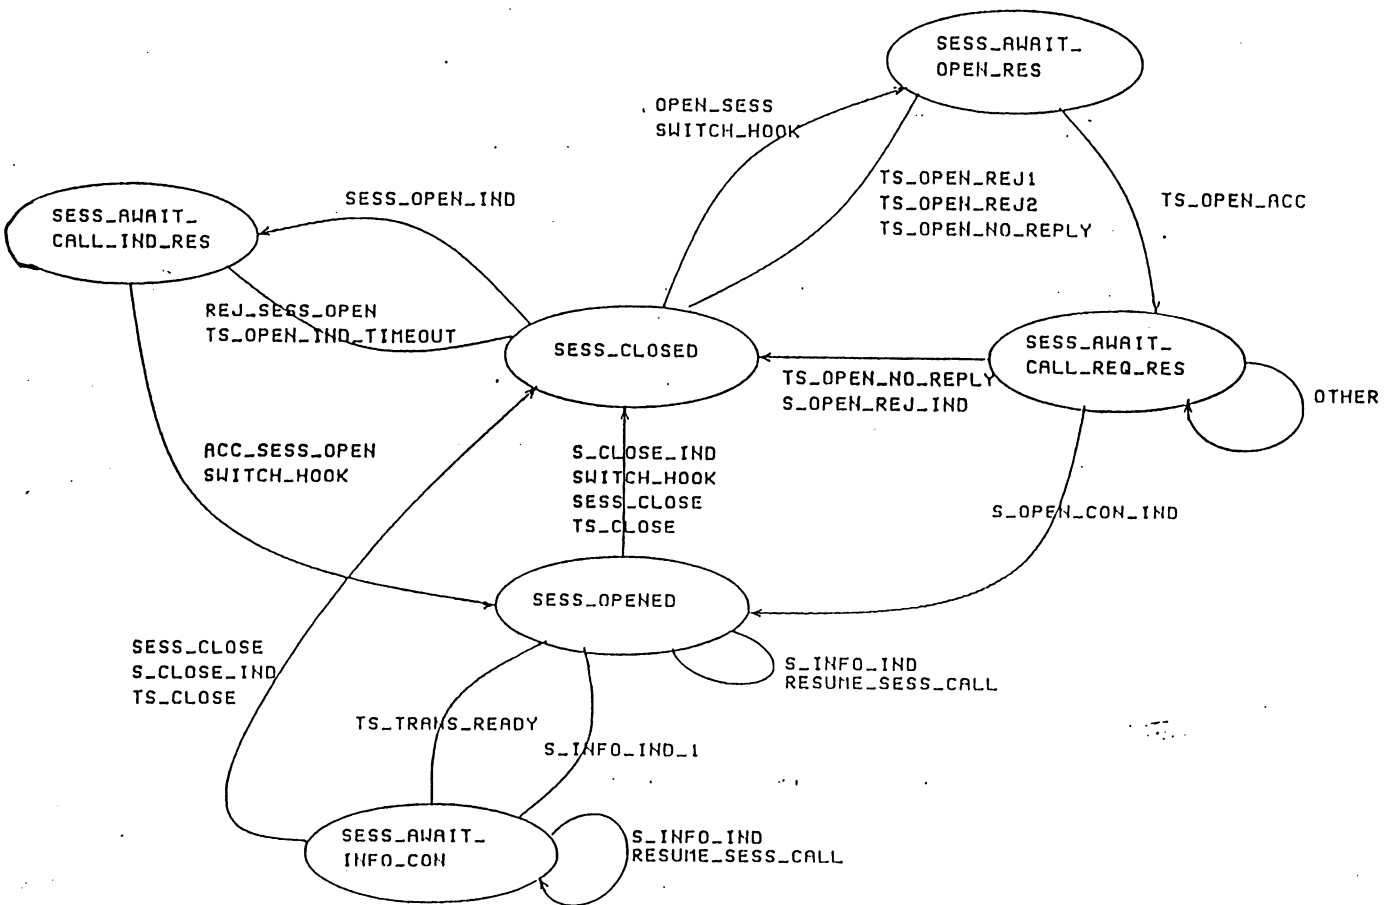 SESS_AWAIT_
OPEN_RES
OPEN_SESS
SWITCH_HOOK
TS_OPEN_REJ1
TS_OPEN_REJ2
TS_OPEN_NO_REPLY
TS_OPEN_ACC
SESS_OPEN_IND
SESS_AWAIT_
CALL_IND_RES
REJ_SESS_OPEN
TS_OPEN_IND_TIMEOUT
SESS_CLOSED
SESS_AWAIT_
CALL_REQ_RES
TS_OPEN_NO_REPLY
S_OPEN_REJ_IND
OTHER
ACC_SESS_OPEN
SWITCH_HOOK
S_CLOSE_IND
SWITCH_HOOK
SESS_CLOSE
TS_CLOSE
S_OPEN_CON_IND
SESS_OPENED
SESS_CLOSE
S_CLOSE_IND
TS_CLOSE
S_INFO_IND
RESUME_SESS_CALL
TS_TRANS_READY
S_INFO_IND_1
SESS_AWAIT_
INFO_CON
S_INFO_IND
RESUME_SESS_CALL